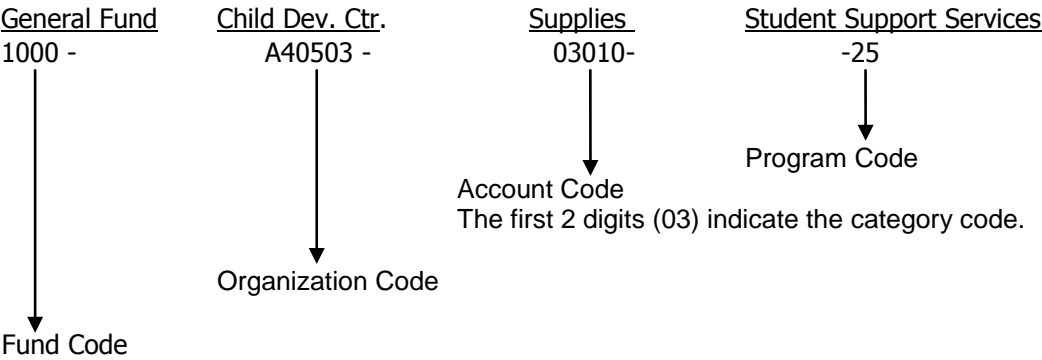 General Fund Child Dev. Ctr. Supplies Student Support Services
1000 - A40503 - 03010- -25
Program Code
Account Code
The first 2 digits (03) indicate the category code.
Organization Code
Fund Code